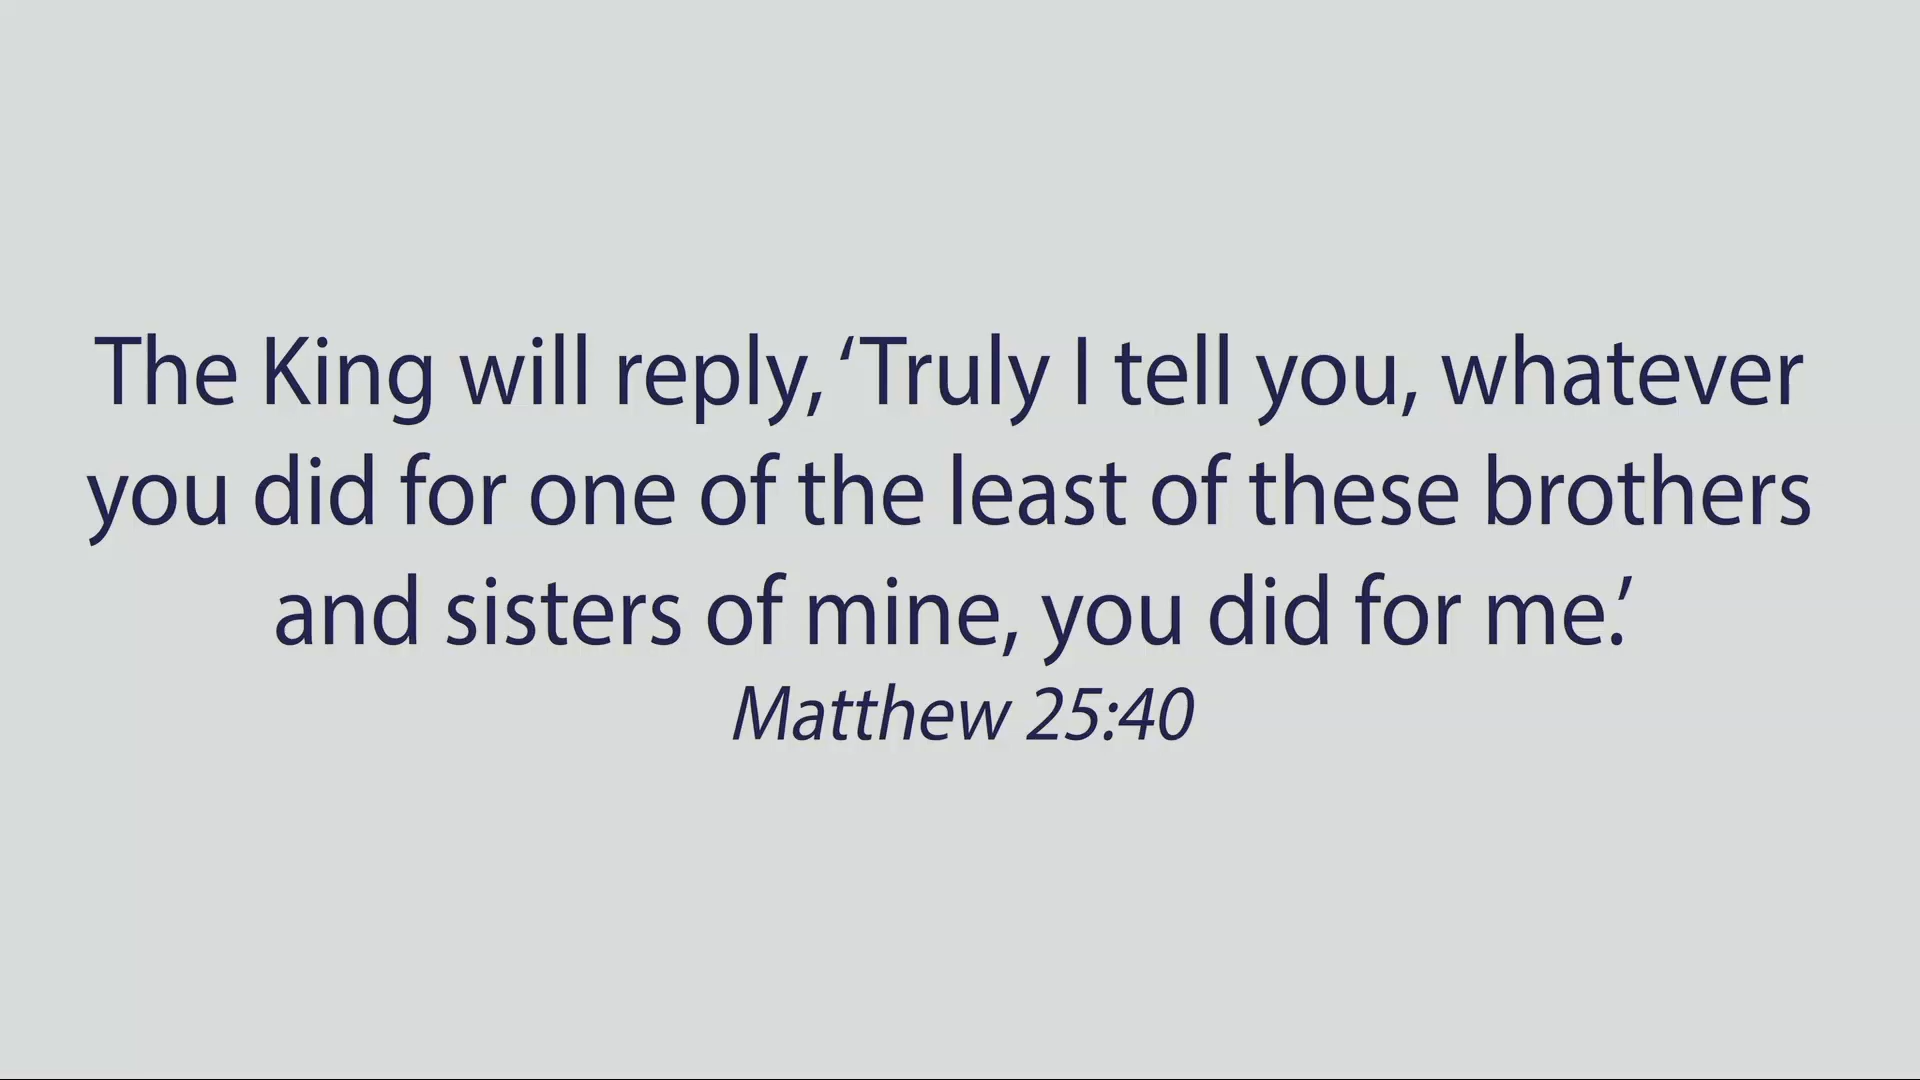 The King will reply, ‘Truly I tell you, whatever
you did for one of the least of these brothers
and sisters of mine, you did for me.’
Matthew 25:40